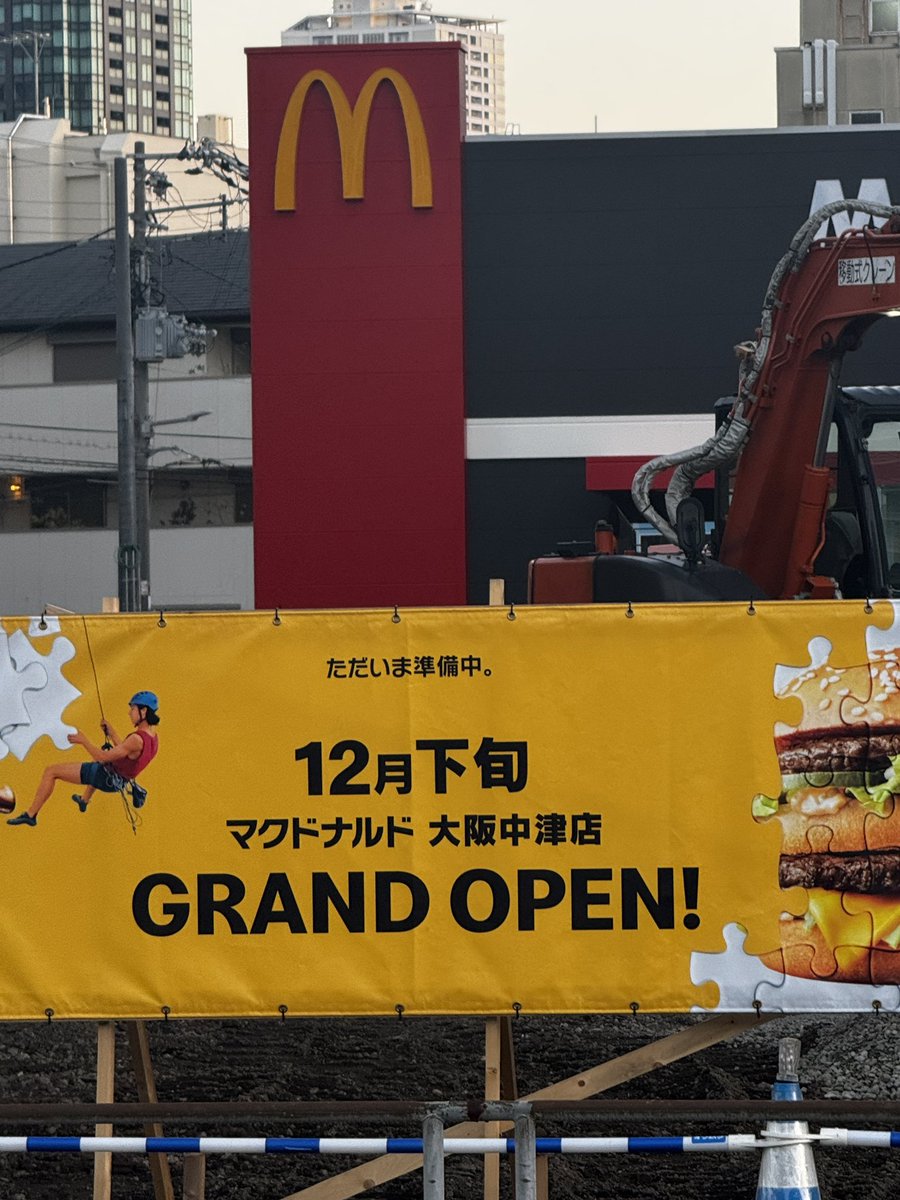 移動式クレーン
ただいま準備中。
12月下旬
マクドナルド 大阪中津店
GRAND OPEN!